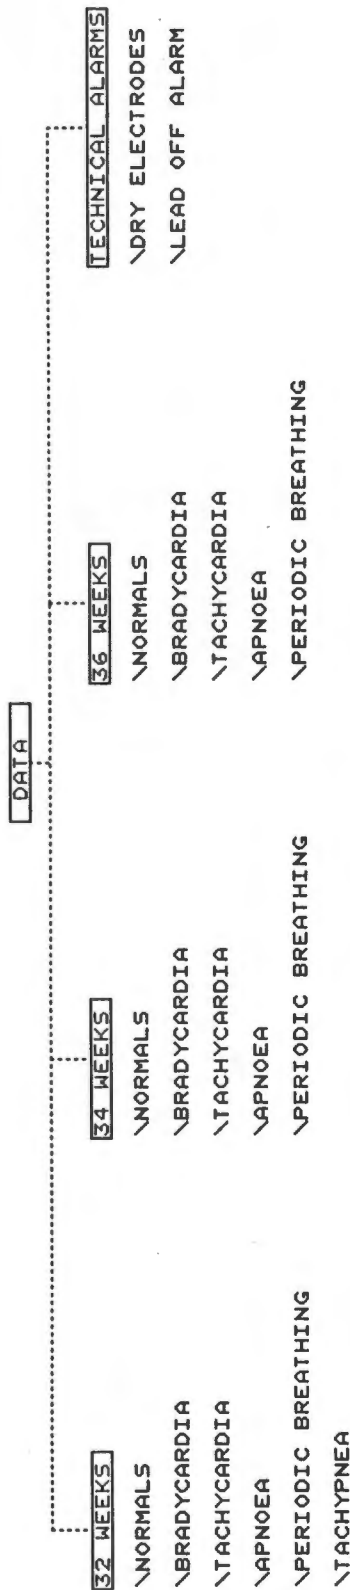 DATA
32 WEEKS
\NORMALS
\BRADYCARDIA
\TACHYCARDIA
\APNOEA
\PERIODIC BREATHING
\TACHYPNEA
34 WEEKS
\NORMALS
\BRADYCARDIA
\TACHYCARDIA
\APNOEA
\PERIODIC BREATHING
36 WEEKS
\NORMALS
\BRADYCARDIA
\TACHYCARDIA
\APNOEA
\PERIODIC BREATHING
TECHNICAL ALARMS
\DRY ELECTRODES
\LEAD OFF ALARM